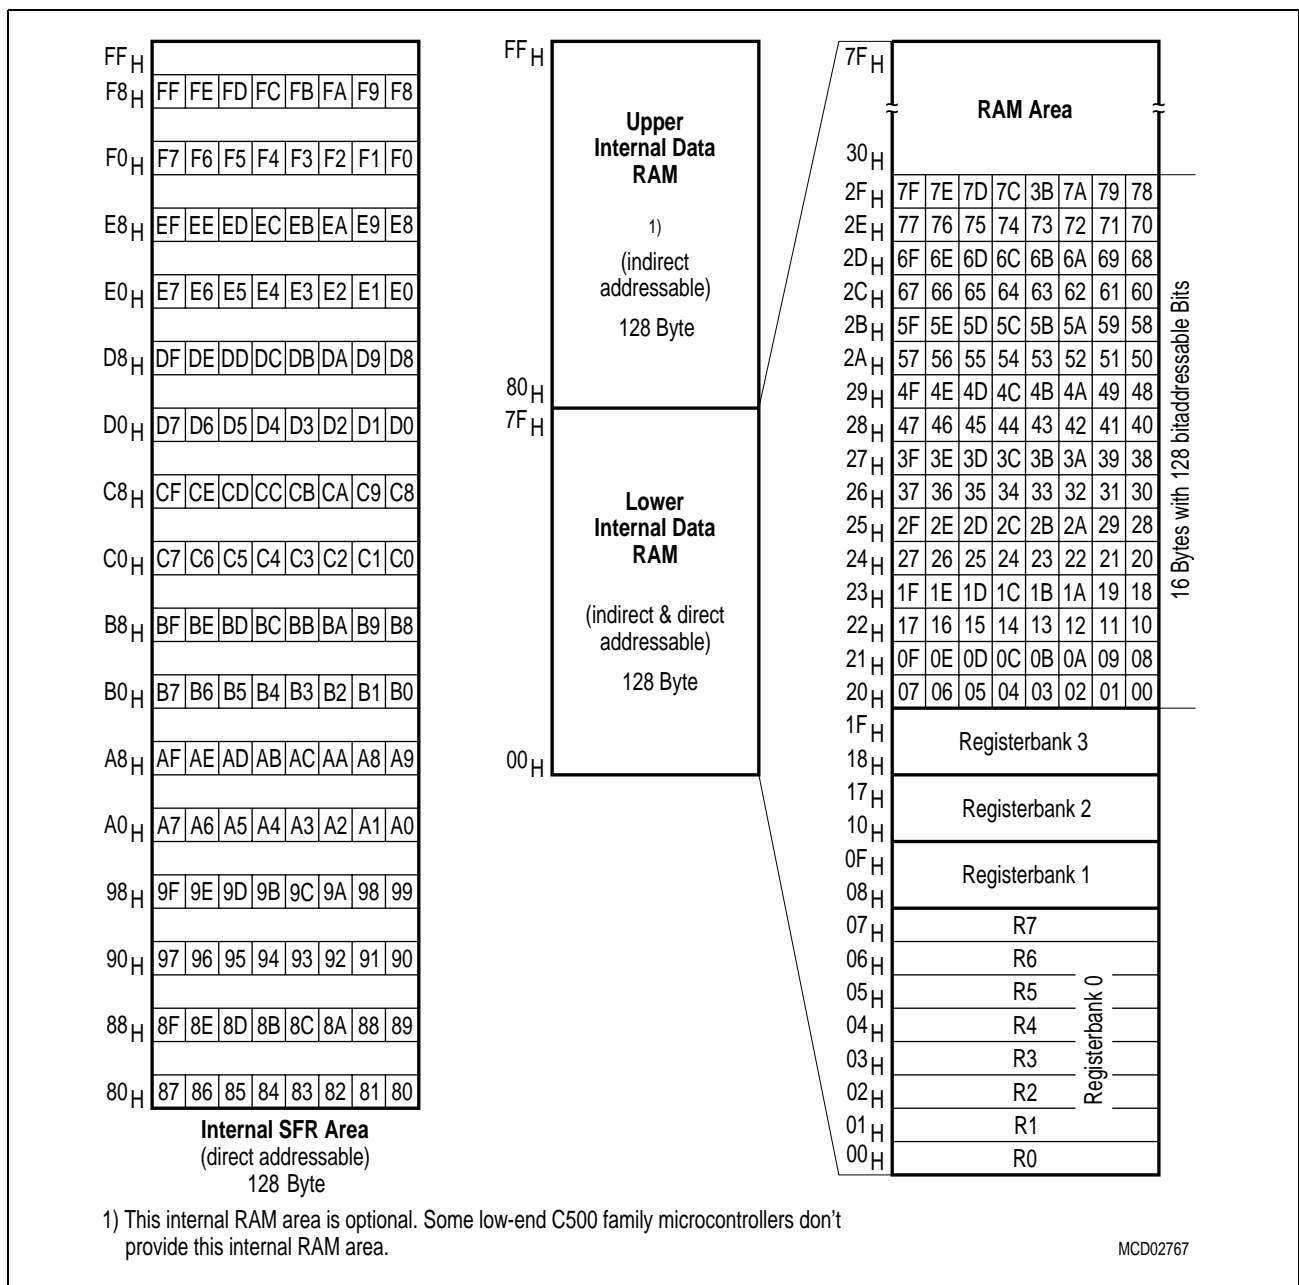 FFH
F8H FF FE FD FC FB FA F9 F8
F0H F7 F6 F5 F4 F3 F2 F1 F0
E8H EF EE ED EC EB EA E9 E8
E0H E7 E6 E5 E4 E3 E2 E1 E0
D8H DF DE DD DC DB DA D9 D8
D0H D7 D6 D5 D4 D3 D2 D1 D0
C8H CF CE CD CC CB CA C9 C8
C0H C7 C6 C5 C4 C3 C2 C1 C0
B8H BF BE BD BC BB BA B9 B8
B0H B7 B6 B5 B4 B3 B2 B1 B0
A8H AF AE AD AB AC AA A8 A9
A0H A7 A6 A5 A4 A3 A2 A1 A0
98H 9F 9E 9D 9B 9C 9A 98 99
90H 97 96 95 94 93 92 91 90
88H 8F 8E 8D 8B 8C 8A 88 89
80H 87 86 85 84 83 82 81 80
Internal SFR Area
(direct addressable)
128 Byte
FFH
Upper
Internal Data
RAM
1)
(indirect
addressable)
128 Byte
80H
7FH
Lower
Internal Data
RAM
(indirect & direct
addressable)
128 Byte
00H
7FH
RAM Area
30H
2FH 7F 7E 7D 7C 3B 7A 79 78
2EH 77 76 75 74 73 72 71 70
2DH 6F 6E 6D 6C 6B 6A 69 68
2CH 67 66 65 64 63 62 61 60
2BH 5F 5E 5D 5C 5B 5A 59 58
2AH 57 56 55 54 53 52 51 50
29H 4F 4E 4D 4C 4B 4A 49 48
28H 47 46 45 44 43 42 41 40
27H 3F 3E 3D 3C 3B 3A 39 38
26H 37 36 35 34 33 32 31 30
25H 2F 2E 2D 2C 2B 2A 29 28
24H 27 26 25 24 23 22 21 20
23H 1F 1E 1D 1C 1B 1A 19 18
22H 17 16 15 14 13 12 11 10
21H 0F 0E 0D 0C 0B 0A 09 08
20H 07 06 05 04 03 02 01 00
16 Bytes with 128 bitaddressable Bits
1FH
Registerbank 3
18H
17H
Registerbank 2
10H
0FH
Registerbank 1
08H
07H R7
06H R6
05H R5
04H R4
03H R3
02H R2
01H R1
00H R0
Registerbank 0
1) This internal RAM area is optional. Some low-end C500 family microcontrollers don't
provide this internal RAM area.
MCD02767